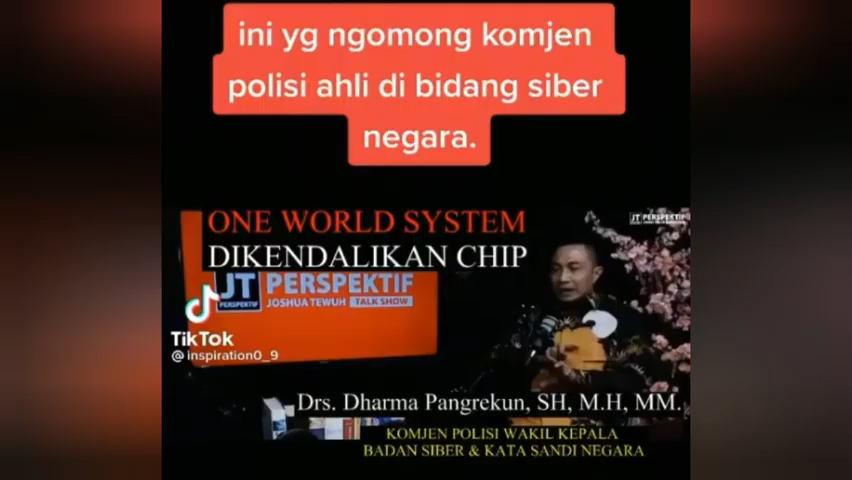 ini yg ngomong komjen
polisi ahli di bidang siber
negara.
ONE WORLD SYSTEM
DIKENDALIKAN CHIP
JT PERSPEKTIF
JT PERSPEKTIF
PERSPEKTIF
JOSHUA TEWUH TALK SHOW
TikTok
@inspiration0_9
Drs. Dharma Pangrekun, SH, M.H, MM.
KOMJEN POLISI WAKIL KEPALA
BADAN SIBER & KATA SANDI NEGARA